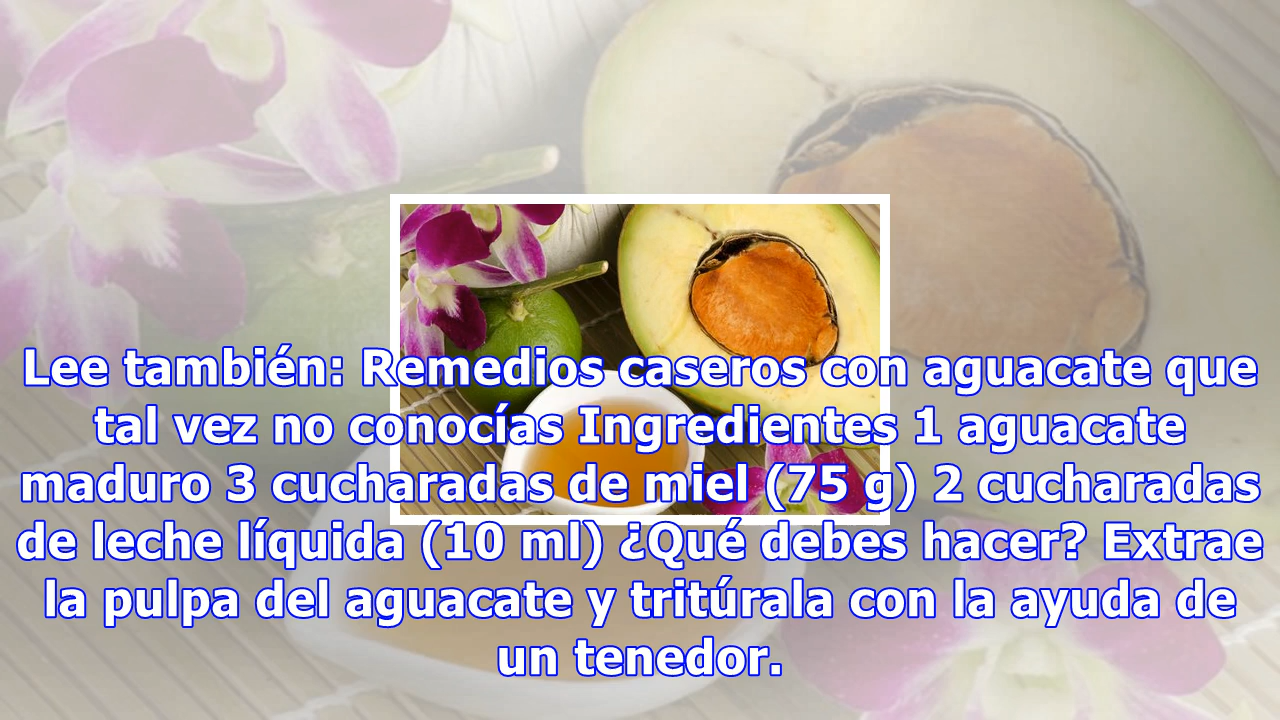 Lee también: Remedios caseros con aguacate que
tal vez no conocías Ingredientes 1 aguacate
maduro 3 cucharadas de miel (75 g) 2 cucharadas
de leche líquida (10 ml) ¿Qué debes hacer? Extrae
la pulpa del aguacate y tritúrala con la ayuda de
un tenedor.